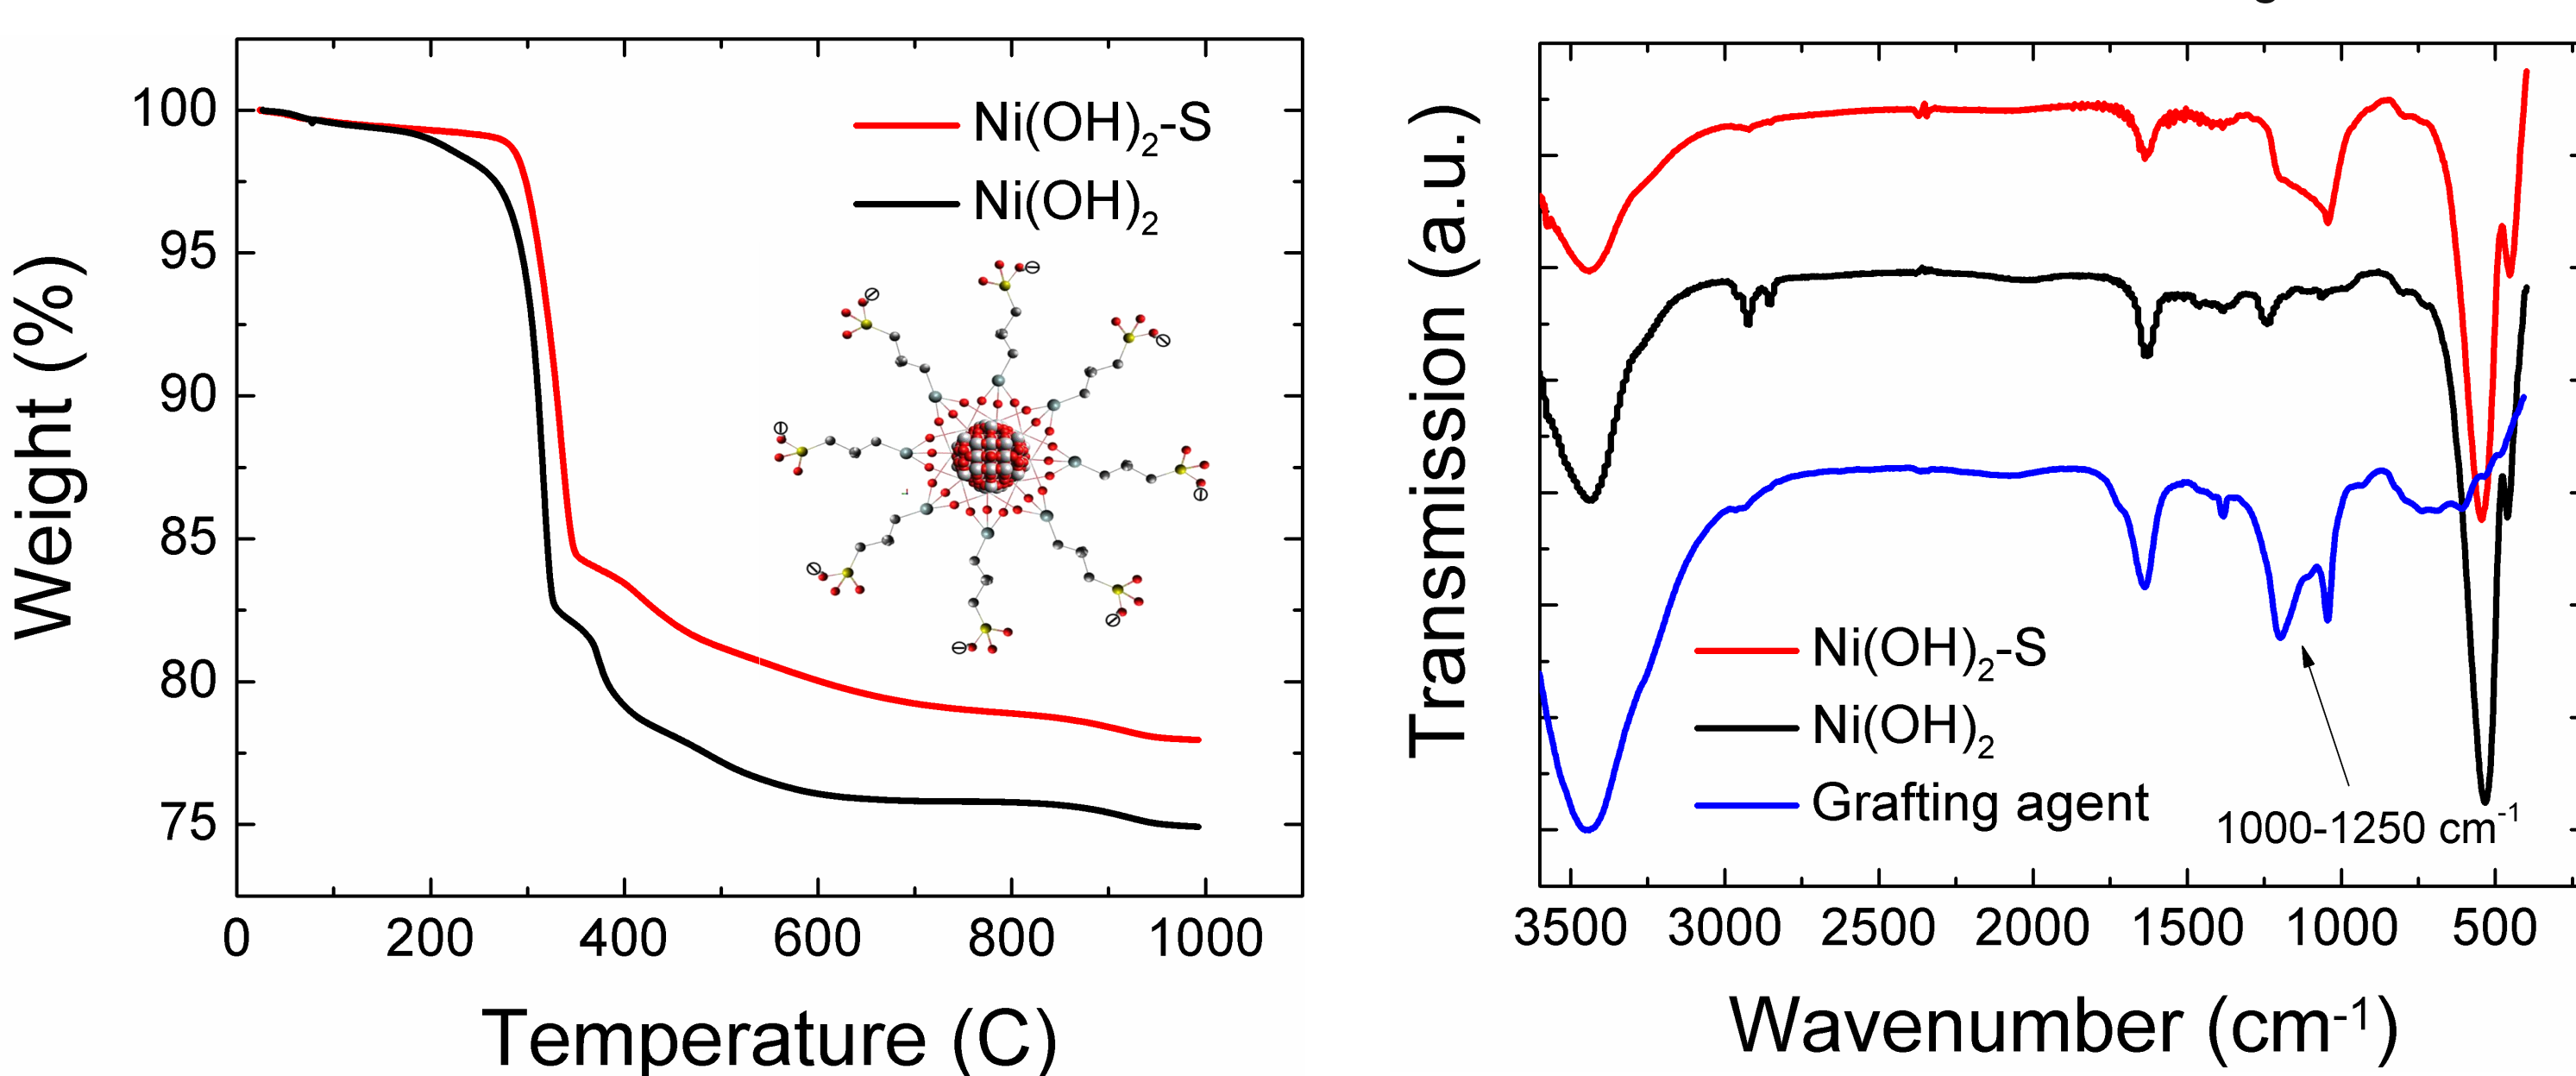 Ni(OH)2-S
Ni(OH)2
100
95
90
85
80
75
0 200 400 600 800 1000
Weight (%)
Temperature (C)
Transmission (a.u.)
Ni(OH)2-S
Ni(OH)2
Grafting agent
1000-1250 cm-1
3500 3000 2500 2000 1500 1000 500
Wavenumber (cm-1)